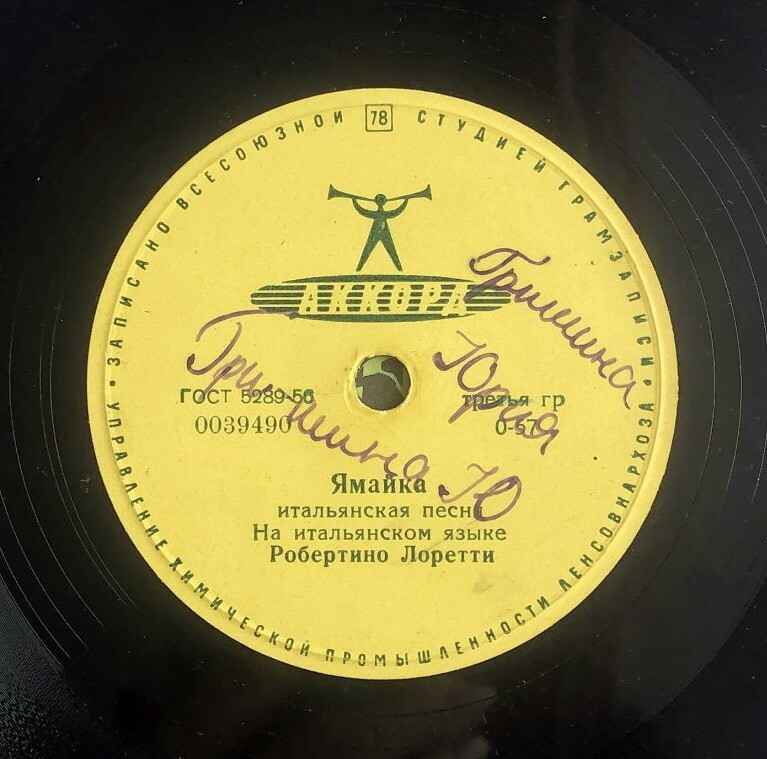 ЗАПИСАНО ВСЕСОЮЗНОЙ 78 СТУДИЕЙ ГРАМЗАПИСИ
АККОРД
Гришина
Юрия
Гришина Ю
ГОСТ 5289-56 третья гр
0039490 0-57
Ямайка
итальянская песня
На итальянском языке
Робертино Лоретти
УПРАВЛЕНИЕ ХИМИЧЕСКОЙ ПРОМЫШЛЕННОСТИ ЛЕНСОВНАРХОЗА